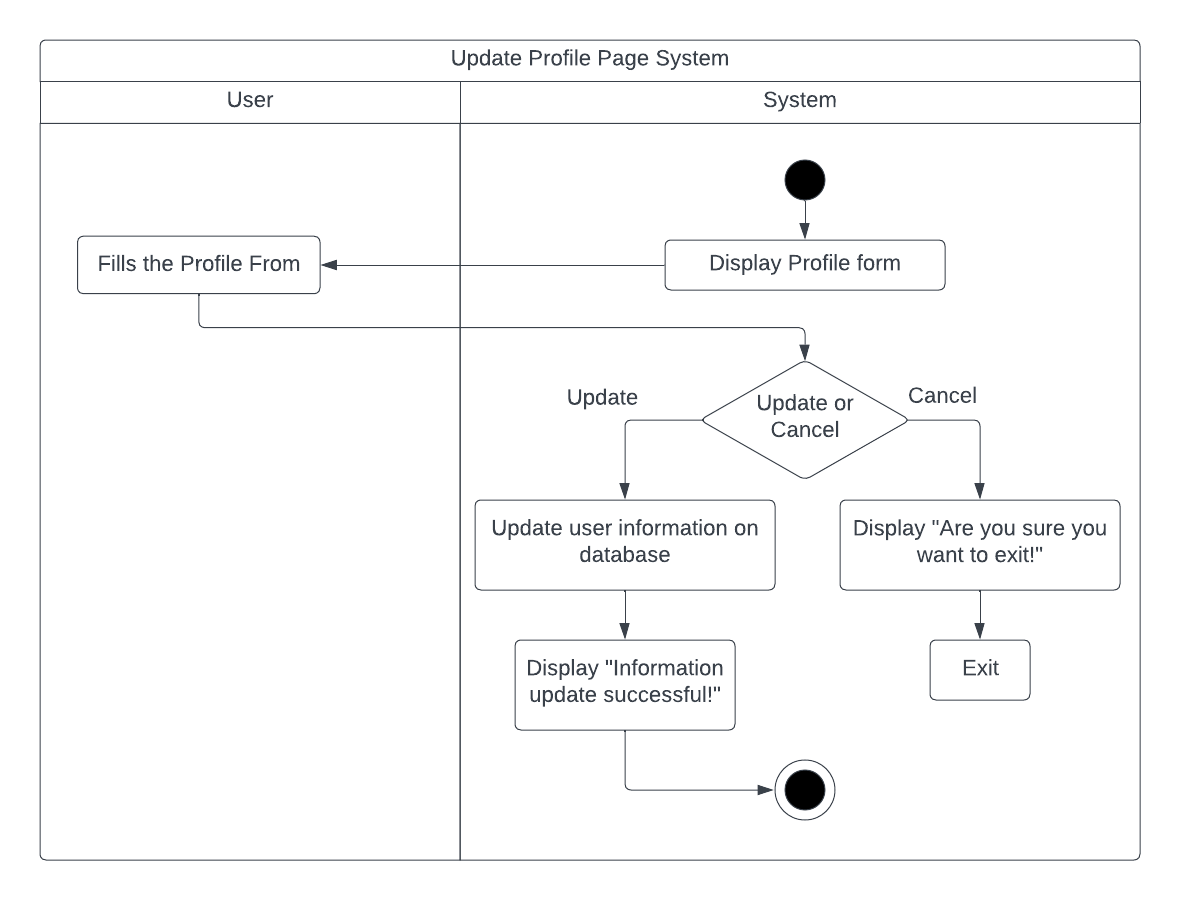 Update Profile Page System
User
System
Fills the Profile From
Display Profile form
Update
Update or
Cancel
Cancel
Update user information on
database
Display "Are you sure you
want to exit!"
Display "Information
update successful!"
Exit